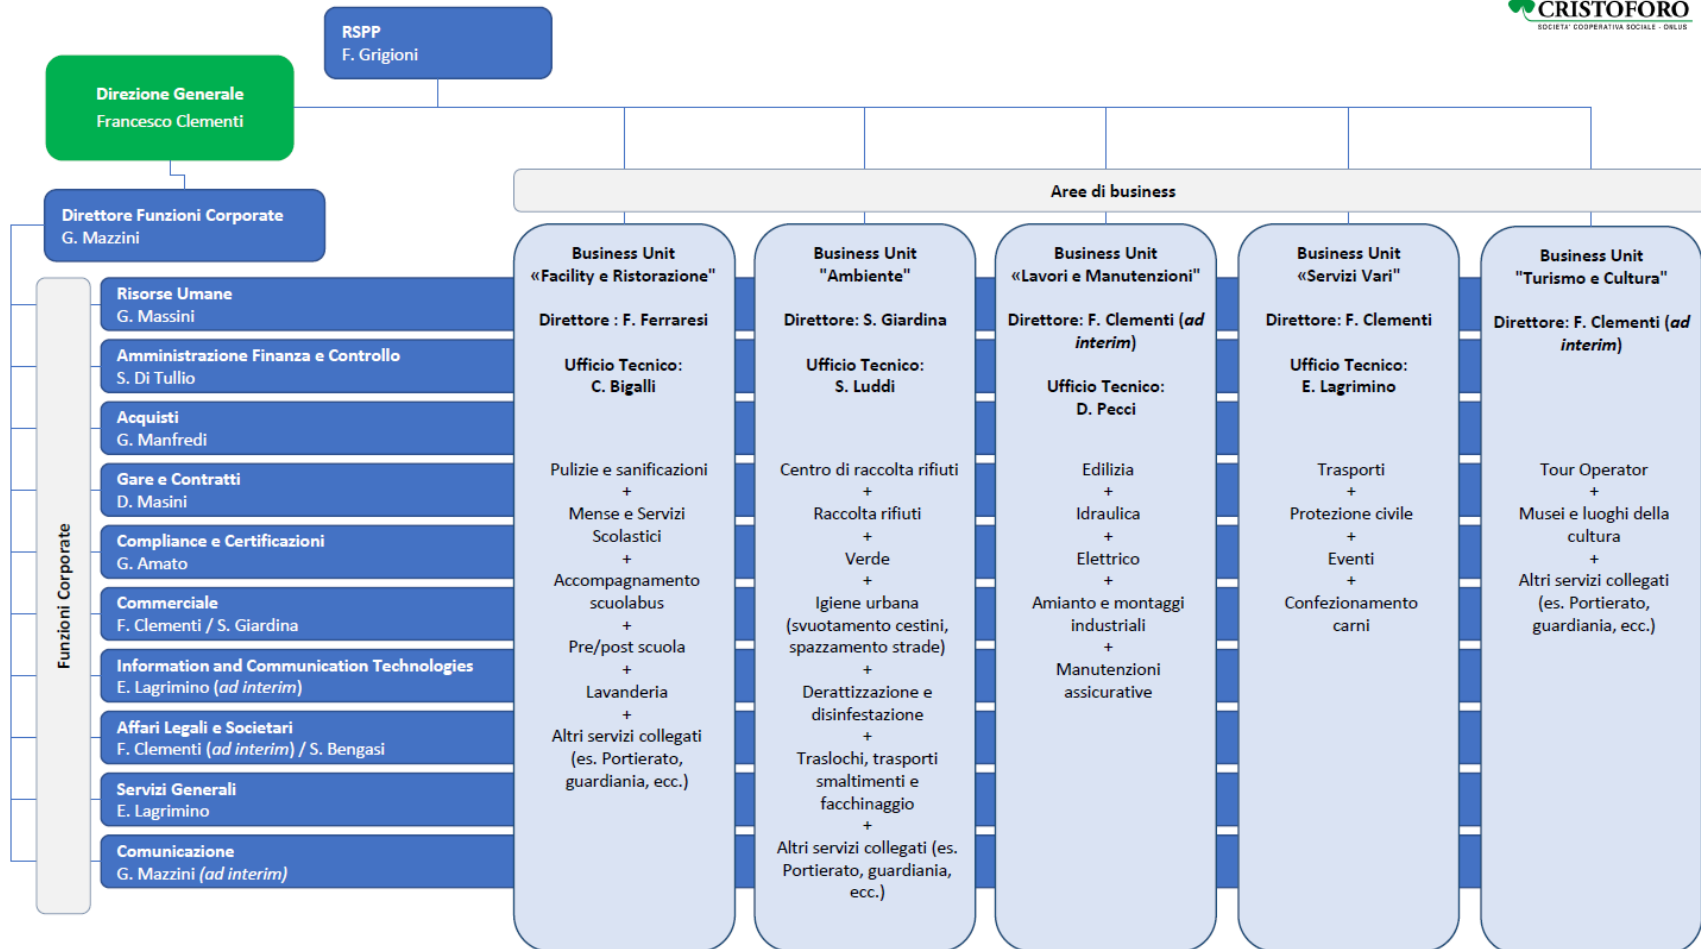 CRISTOFORO
SOCIETA' COOPERATIVA SOCIALE - ONLUS
RSPP
F. Grigioni
Direzione Generale
Francesco Clementi
Direttore Funzioni Corporate
G. Mazzini
Aree di business
Funzioni Corporate
Risorse Umane
G. Massini
Amministrazione Finanza e Controllo
S. Di Tullio
Acquisti
G. Manfredi
Gare e Contratti
D. Masini
Compliance e Certificazioni
G. Amato
Commerciale
F. Clementi / S. Giardina
Information and Communication Technologies
E. Lagrimino (ad interim)
Affari Legali e Societari
F. Clementi (ad interim) / S. Bengasi
Servizi Generali
E. Lagrimino
Comunicazione
G. Mazzini (ad interim)
Business Unit
«Facility e Ristorazione"
Direttore : F. Ferraresi
Ufficio Tecnico:
C. Bigalli
Pulizie e sanificazioni
+
Mense e Servizi
Scolastici
+
Accompagnamento
scuolabus
+
Pre/post scuola
+
Lavanderia
+
Altri servizi collegati
(es. Portierato,
guardiania, ecc.)
Business Unit
"Ambiente"
Direttore: S. Giardina
Ufficio Tecnico:
S. Luddi
Centro di raccolta rifiuti
+
Raccolta rifiuti
+
Verde
+
Igiene urbana
(svuotamento cestini,
spazzamento strade)
+
Derattizzazione e
disinfestazione
+
Traslochi, trasporti
smaltimenti e
facchinaggio
+
Altri servizi collegati (es.
Portierato, guardiania,
ecc.)
Business Unit
«Lavori e Manutenzioni"
Direttore: F. Clementi (ad
interim)
Ufficio Tecnico:
D. Pecci
Edilizia
+
Idraulica
+
Elettrico
+
Amianto e montaggi
industriali
+
Manutenzioni
assicurative
Business Unit
«Servizi Vari"
Direttore: F. Clementi
Ufficio Tecnico:
E. Lagrimino
Trasporti
+
Protezione civile
+
Eventi
+
Confezionamento
carni
Business Unit
"Turismo e Cultura"
Direttore: F. Clementi (ad
interim)
Tour Operator
+
Musei e luoghi della
cultura
+
Altri servizi collegati
(es. Portierato,
guardiania, ecc.)